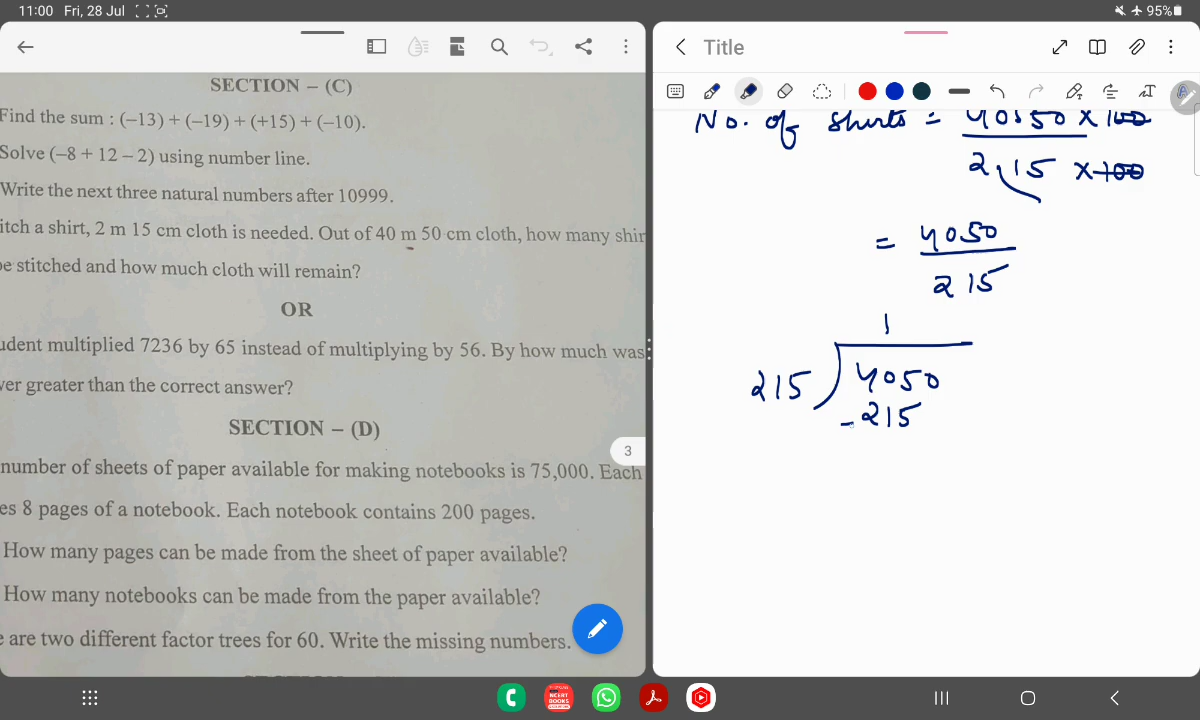 11:00 Fri, 28 Jul
95%
SECTION – (C)
Find the sum : (–13) + (–19) + (+15) + (–10).
Solve (–8 + 12 – 2) using number line.
Write the next three natural numbers after 10999.
itch a shirt, 2 m 15 cm cloth is needed. Out of 40 m 50 cm cloth, how many shir
be stitched and how much cloth will remain?
OR
udent multiplied 7236 by 65 instead of multiplying by 56. By how much was
ver greater than the correct answer?
SECTION – (D)
number of sheets of paper available for making notebooks is 75,000. Each
es 8 pages of a notebook. Each notebook contains 200 pages.
How many pages can be made from the sheet of paper available?
How many notebooks can be made from the paper available?
e are two different factor trees for 60. Write the missing numbers.
3
NCERT
BOOKS
Title
No. of shirts = 
x 100
2.15 x 100
= 4050
215
1
215 4050
-215